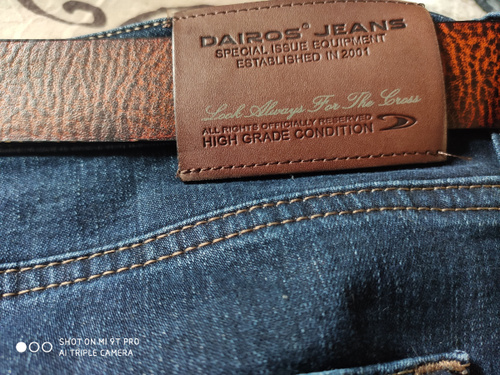 DAIROS® JEANS
SPECIAL ISSUE EQUIPMENT
ESTABLISHED IN 2001
Look Always For The Cross
ALL RIGHTS OFFICIALLY RESERVED
HIGH GRADE CONDITION
SHOT ON MI 9T PRO
AI TRIPLE CAMERA